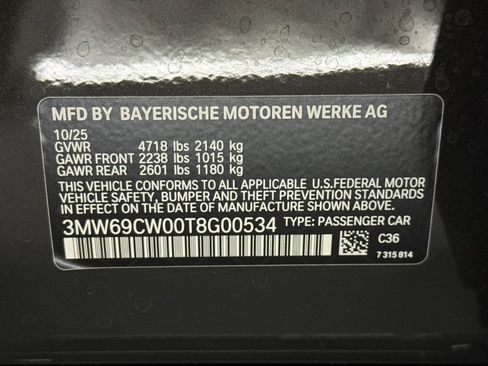 MFD BY BAYERISCHE MOTOREN WERKE AG
10/25
GVWR 4718 lbs 2140 kg
GAWR FRONT 2238 lbs 1015 kg
GAWR REAR 2601 lbs 1180 kg
THIS VEHICLE CONFORMS TO ALL APPLICABLE U.S.FEDERAL MOTOR
VEHICLE SAFETY, BUMPER AND THEFT PREVENTION STANDARDS IN
EFFECT ON THE DATE OF MANUFACTURE SHOWN ABOVE.
3MW69CW00T8G00534 TYPE: PASSENGER CAR
C36
7 315 814